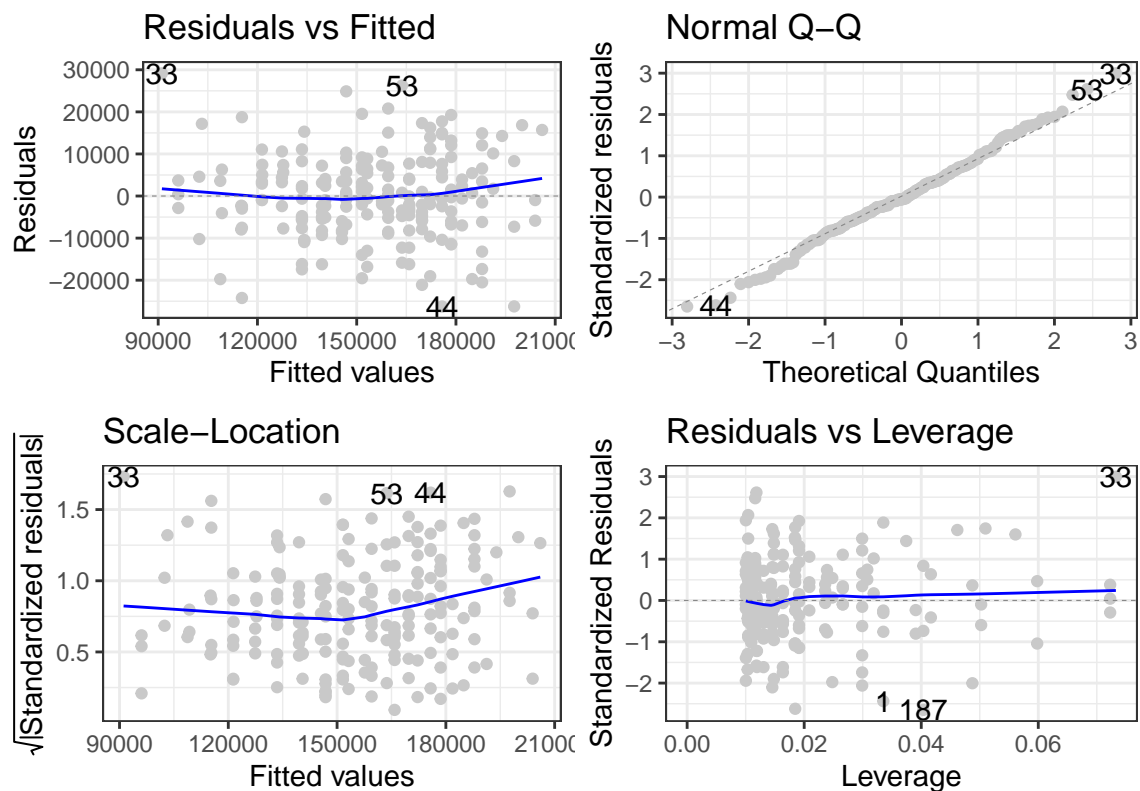 Residuals vs Fitted
Residuals
30000
20000
10000
0
−10000
−20000
33
53
44
90000 120000 150000 180000 21000
Fitted values
Normal Q−Q
Standardized residuals
3
2
1
0
−1
−2
33
53
44
−3 −2 −1 0 1 2 3
Theoretical Quantiles
Scale−Location
√|Standardized residuals|
1.5
1.0
0.5
33
53 44
90000 120000 150000 180000 21000
Fitted values
Residuals vs Leverage
Standardized Residuals
3
2
1
0
−1
−2
33
1
187
0.00 0.02 0.04 0.06
Leverage